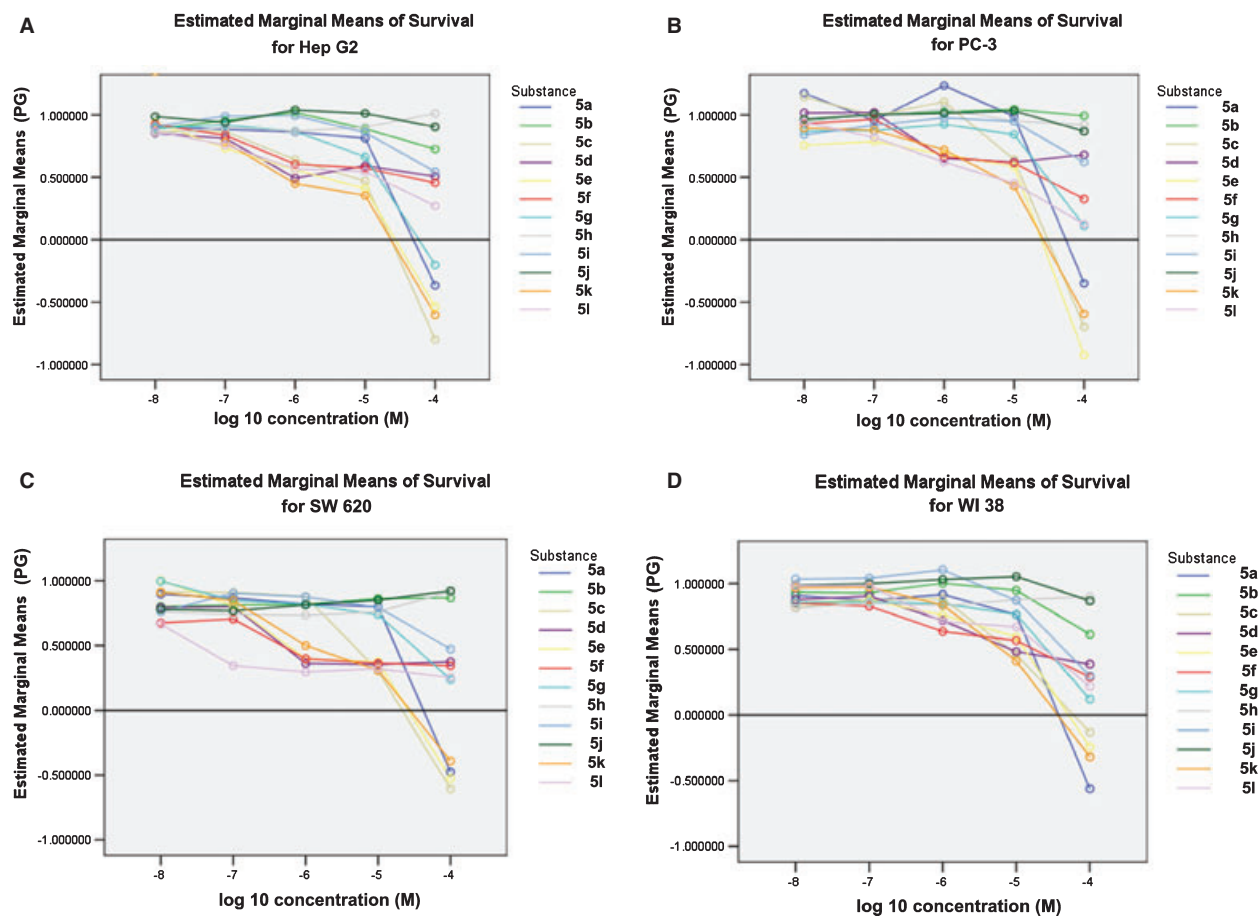 A
Estimated Marginal Means of Survival
for Hep G2
Estimated Marginal Means (PG)
1.000000
0.500000
0.000000
-0.500000
-1.000000
-8
-7
-6
-5
-4
log 10 concentration (M)
Substance
5a
5b
5c
5d
5e
5f
5g
5h
5i
5j
5k
5l
B
Estimated Marginal Means of Survival
for PC-3
Estimated Marginal Means (PG)
1.000000
0.500000
0.000000
-0.500000
-1.000000
-8
-7
-6
-5
-4
log 10 concentration (M)
Substance
5a
5b
5c
5d
5e
5f
5g
5h
5i
5j
5k
5l
C
Estimated Marginal Means of Survival
for SW 620
Estimated Marginal Means (PG)
1.000000
0.500000
0.000000
-0.500000
-1.000000
-8
-7
-6
-5
-4
log 10 concentration (M)
Substance
5a
5b
5c
5d
5e
5f
5g
5h
5i
5j
5k
5l
D
Estimated Marginal Means of Survival
for WI 38
Estimated Marginal Means (PG)
1.000000
0.500000
0.000000
-0.500000
-1.000000
-8
-7
-6
-5
-4
log 10 concentration (M)
Substance
5a
5b
5c
5d
5e
5f
5g
5h
5i
5j
5k
5l